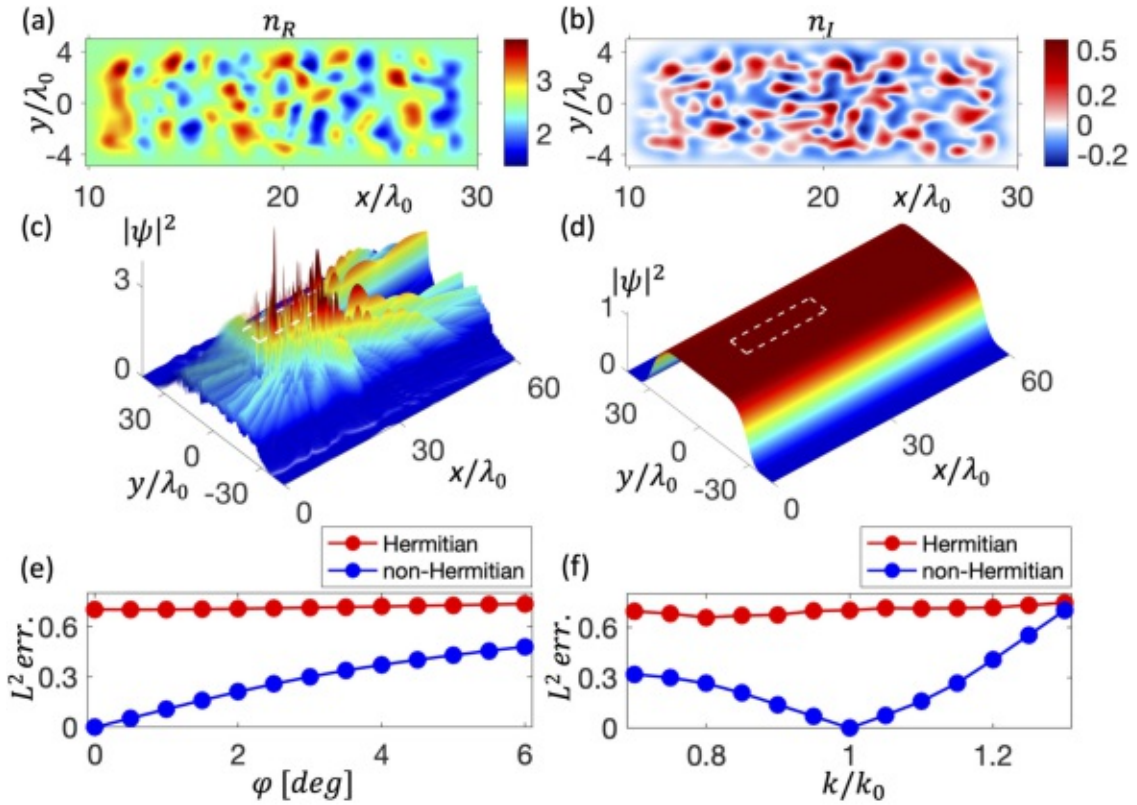 (a) n_R (b) n_I
4 0 -4 y/λ₀ 3 2 4 0 -4 y/λ₀ 0.5 0.2 0 -0.2
10 20 x/λ₀ 30 10 20 x/λ₀ 30
(c) |ψ|² (d) |ψ|²
3 0 30 0 -30 y/λ₀ 0 30 60 x/λ₀ 1 0 30 0 -30 y/λ₀ 0 30 60 x/λ₀
Hermitian Hermitian
(e) non-Hermitian (f) non-Hermitian
L² err. 0.6 0.3 0 L² err. 0.6 0.3 0
0 2 4 6 0.8 1 1.2
φ [deg] k/k₀